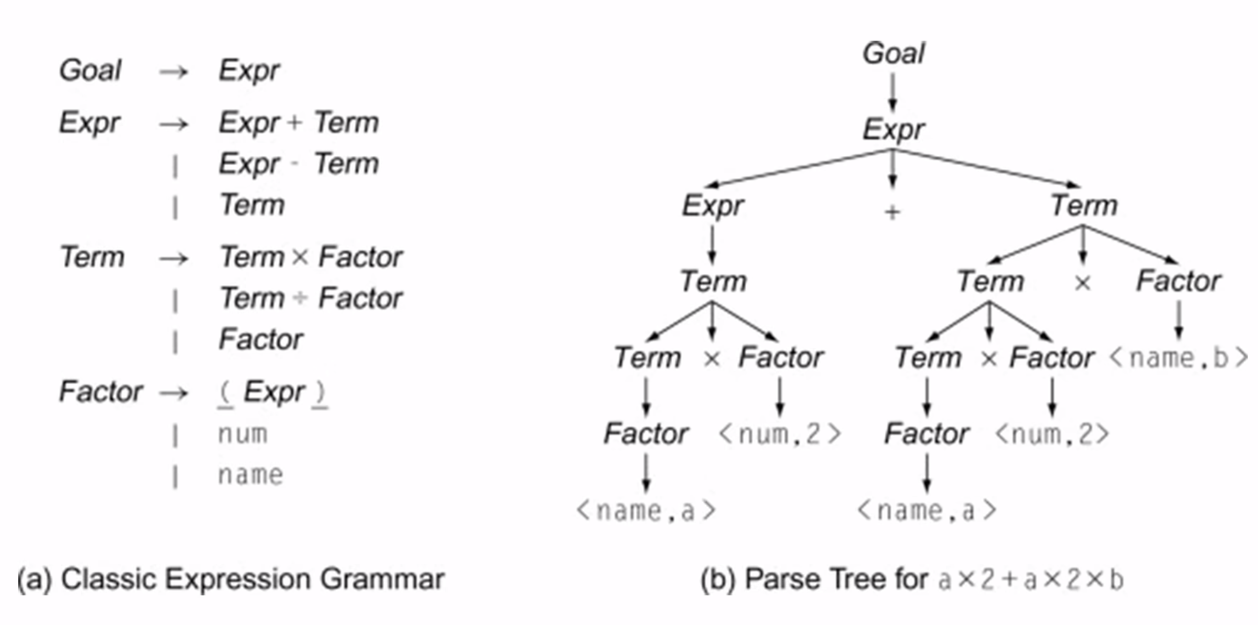 Goal → Expr
Expr → Expr + Term
| Expr - Term
| Term
Term → Term × Factor
| Term ÷ Factor
| Factor
Factor → ( Expr )
| num
| name
(a) Classic Expression Grammar
Goal
Expr
Expr + Term
Term Term × Factor
Term × Factor Term × Factor <name,b>
Factor <num,2> Factor <num,2>
<name,a> <name,a>
(b) Parse Tree for a×2+a×2×b